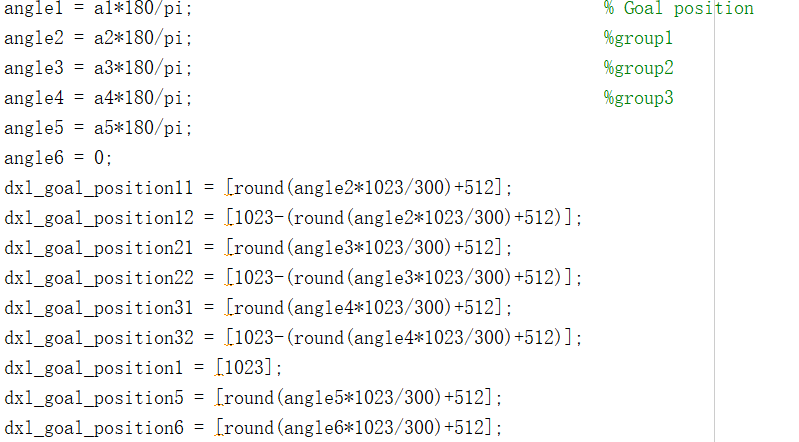 angle1 = a1*180/pi; % Goal position
angle2 = a2*180/pi; %group1
angle3 = a3*180/pi; %group2
angle4 = a4*180/pi; %group3
angle5 = a5*180/pi;
angle6 = 0;
dxl_goal_position11 = [round(angle2*1023/300)+512];
dxl_goal_position12 = [1023-(round(angle2*1023/300)+512)];
dxl_goal_position21 = [round(angle3*1023/300)+512];
dxl_goal_position22 = [1023-(round(angle3*1023/300)+512)];
dxl_goal_position31 = [round(angle4*1023/300)+512];
dxl_goal_position32 = [1023-(round(angle4*1023/300)+512)];
dxl_goal_position1 = [1023];
dxl_goal_position5 = [round(angle5*1023/300)+512];
dxl_goal_position6 = [round(angle6*1023/300)+512];